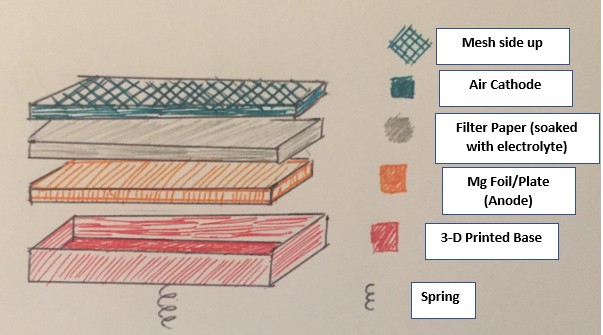 Mesh side up
Air Cathode
Filter Paper (soaked
with electrolyte)
Mg Foil/Plate
(Anode)
3-D Printed Base
Spring